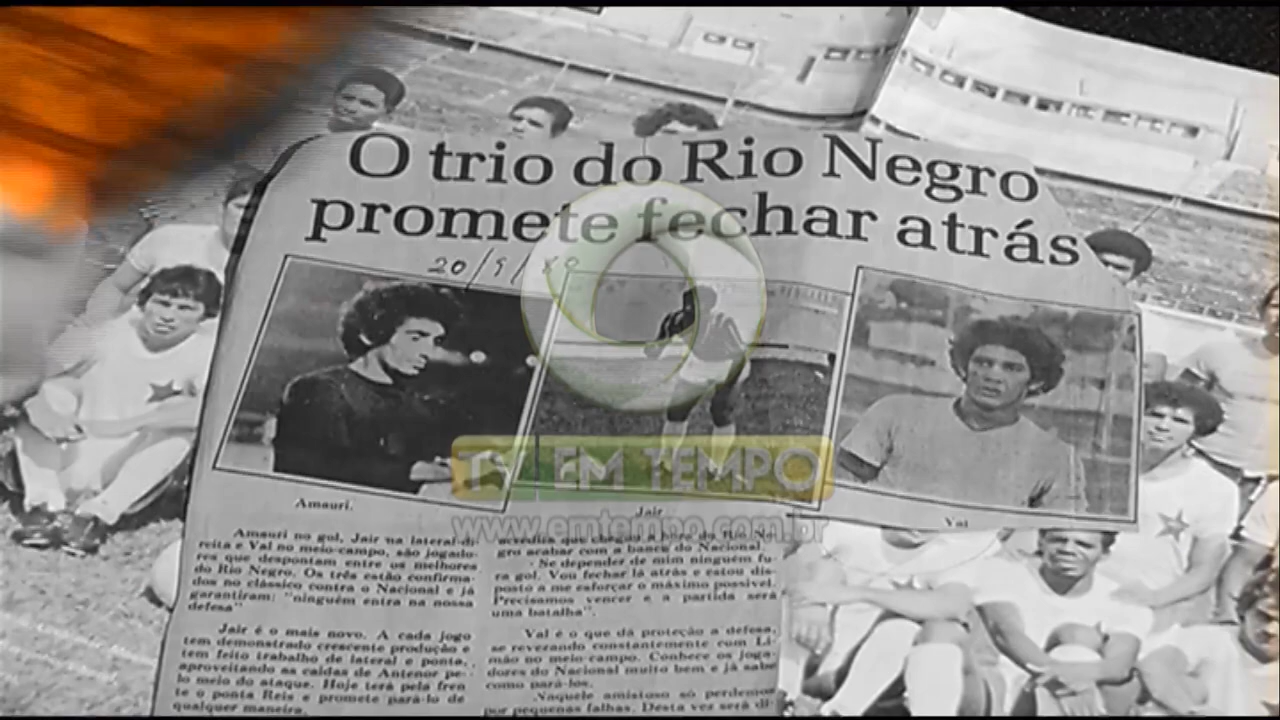 O trio do Rio Negro
promete fechar atrás
20/9/80
TV EM TEMPO
www.emtempo.com.br
Amauri.
Jair
Val
Amauri no gol, Jair na lateral-di-
reita e Val no meio-campo, são jogado-
res que despontam entre os melhores
do Rio Negro. Os três estão confirma-
dos no clássico contra o Nacional e já
garantiram: "ninguém entra na nossa
defesa"
Jair é o mais novo. A cada jogo
tem demonstrado crescente produção e
tem feito trabalho de lateral e ponta,
aproveitando as caídas de Antenor pe-
lo meio do ataque. Hoje terá pela fren
te o ponta Reis e promete pará-lo de
qualquer maneira.
acredita que chegou a hora do Rio Ne-
gro acabar com a banca do Nacional.
- Se depender de mim ninguém fu-
ra gol. Vou fechar lá atrás e estou dis-
posto a me esforçar o máximo possível.
Precisamos vencer e a partida será
uma batalha".
Val é o que dá proteção a defesa,
se revezando constantemente com Li-
mão no meio-campo. Conhece os joga-
dores do Nacional muito bem e já sabe
como pará-los.
Naquele amistoso só perdemos
por pequenas falhas. Desta vez será di-